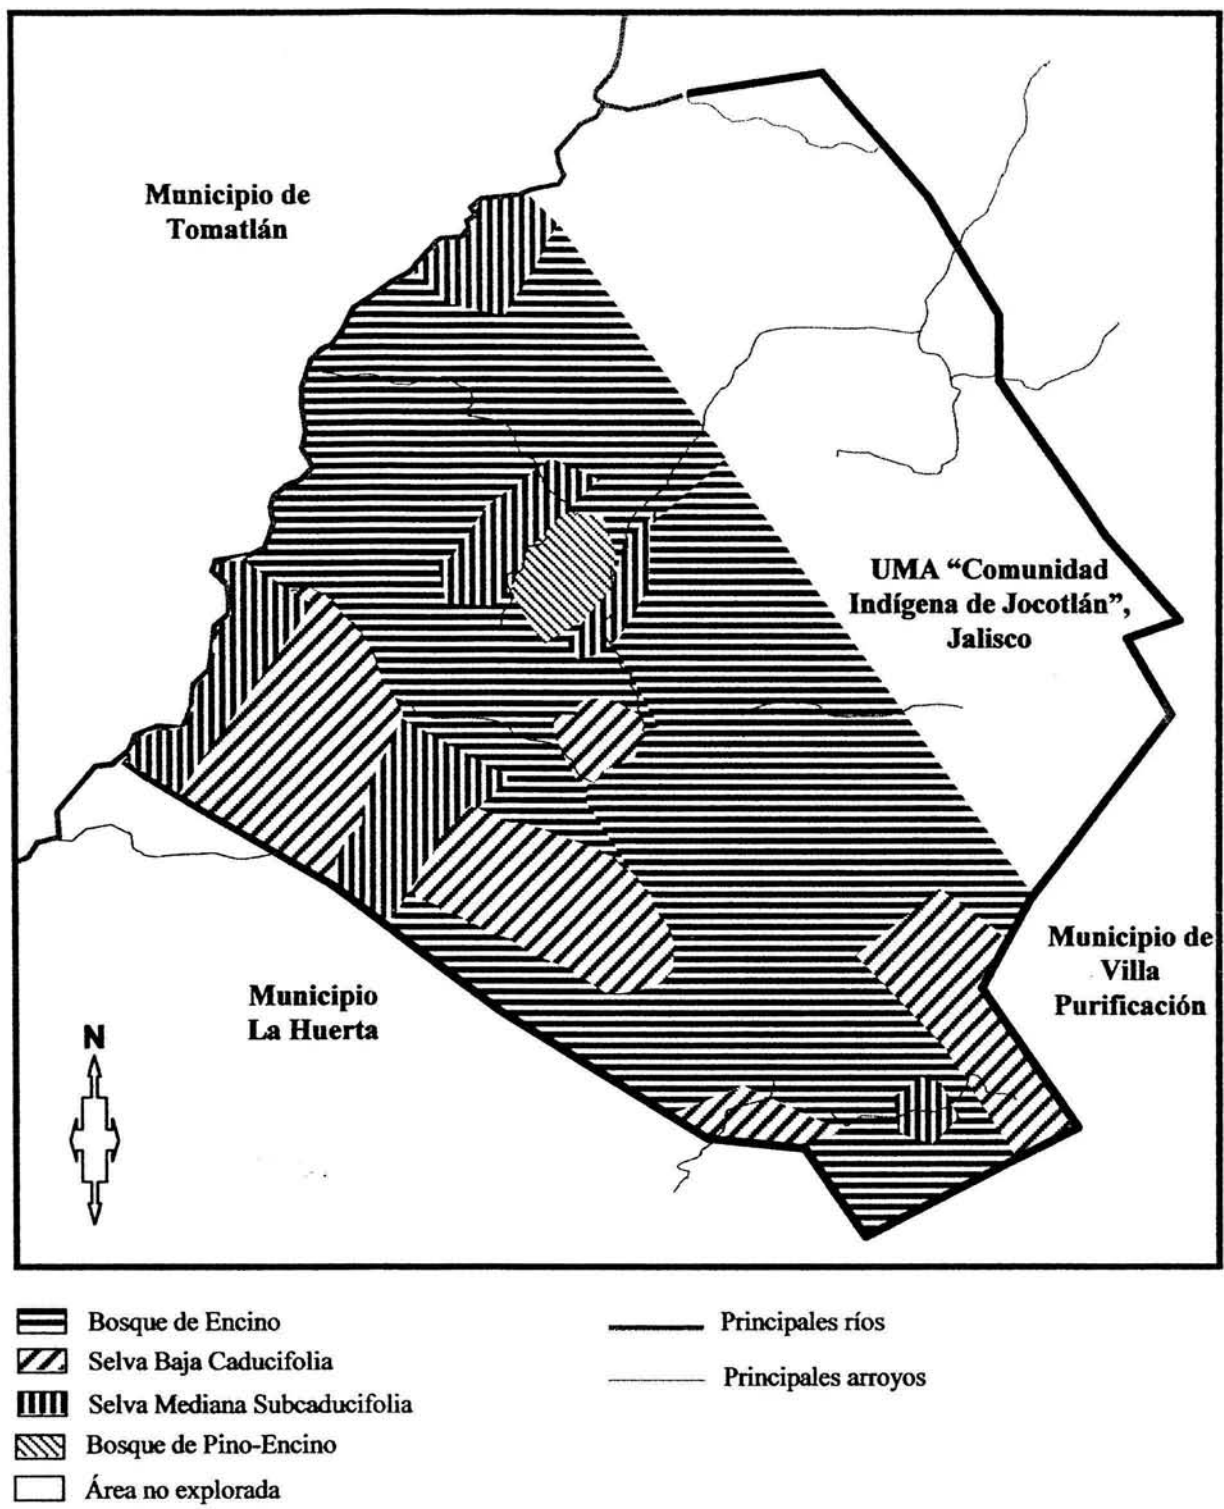 Municipio de
Tomatlán
UMA “Comunidad
Indígena de Jocotlán”,
Jalisco
Municipio de
Villa
Purificación
Municipio
La Huerta
N
Bosque de Encino
Selva Baja Caducifolia
Selva Mediana Subcaducifolia
Bosque de Pino-Encino
Área no explorada
Principales ríos
Principales arroyos